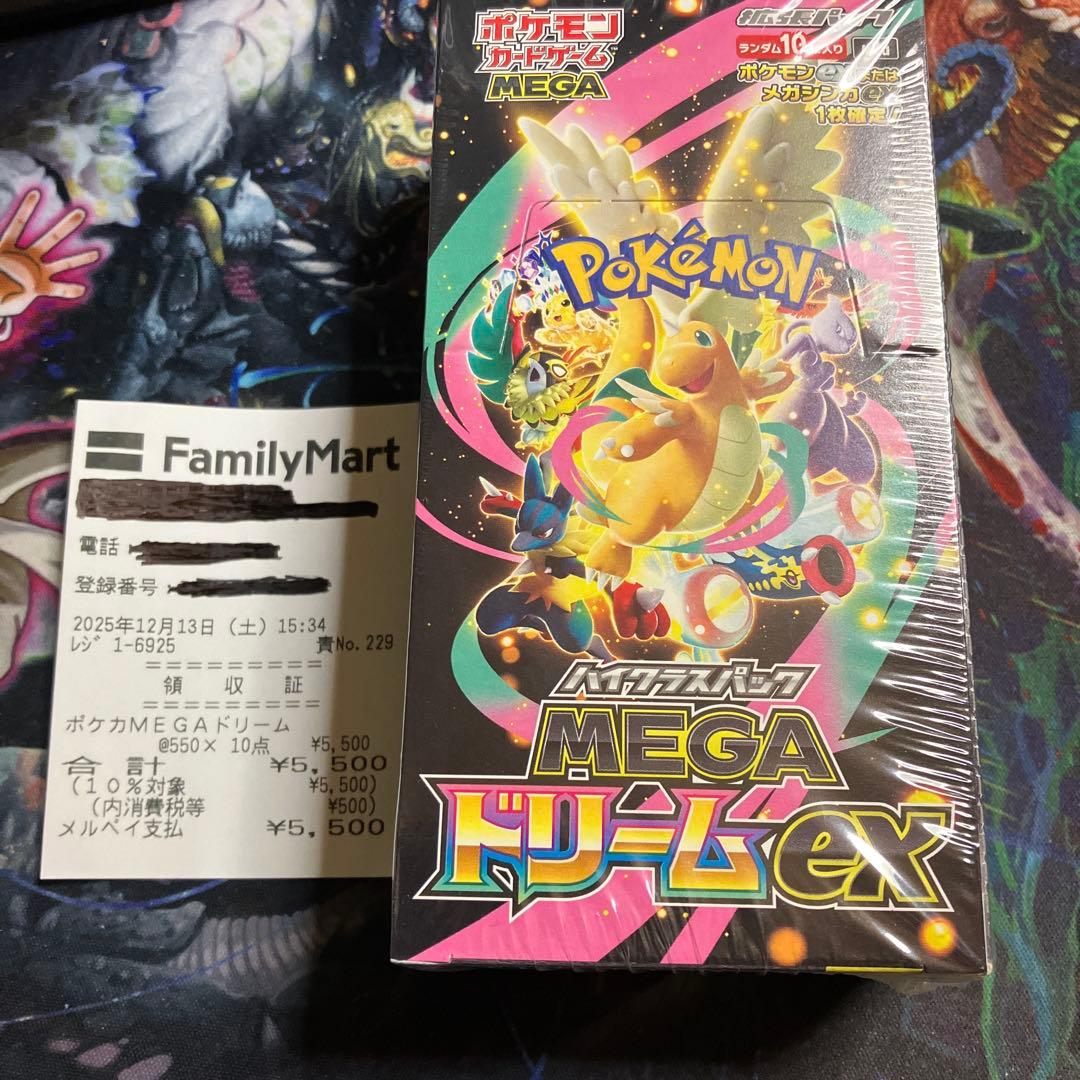 ポケモン
カードゲーム
MEGA
拡張パック
ランダム10 入り
ポケモンexまたは
メガシンカex
1枚確定!
POKÉMON
ハイクラスパック
MEGA
ドリームex
FamilyMart
電話
登録番号
2025年12月13日(土)15:34
レジ 1-6925 責No.229
=========
領 収 証
=========
ポケカMEGAドリーム
@550× 10点 ¥5,500
合 計 ¥5,500
(10%対象 ¥5,500)
(内消費税等 ¥500)
メルペイ支払 ¥5,500